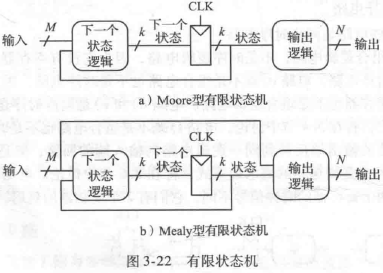 CLK
输入 M 下一个状态逻辑 k 下一个状态 k 状态 输出逻辑 N 输出
a）Moore型有限状态机
CLK
输入 M 下一个状态逻辑 k 下一个状态 k 状态 输出逻辑 N 输出
b）Mealy型有限状态机
图 3-22 有限状态机